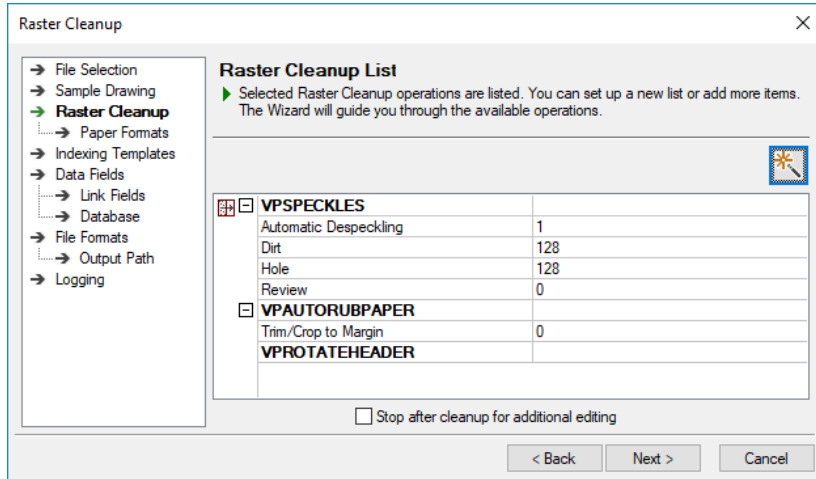 Raster Cleanup
File Selection
Sample Drawing
Raster Cleanup
Paper Formats
Indexing Templates
Data Fields
Link Fields
Database
File Formats
Output Path
Logging
Raster Cleanup List
Selected Raster Cleanup operations are listed. You can set up a new list or add more items.
The Wizard will guide you through the available operations.
VPSPECKLES
Automatic Despeckling 1
Dirt 128
Hole 128
Review 0
VPAUTORUBPAPER
Trim/Crop to Margin 0
VPROTATEHEADER
Stop after cleanup for additional editing
< Back Next > Cancel